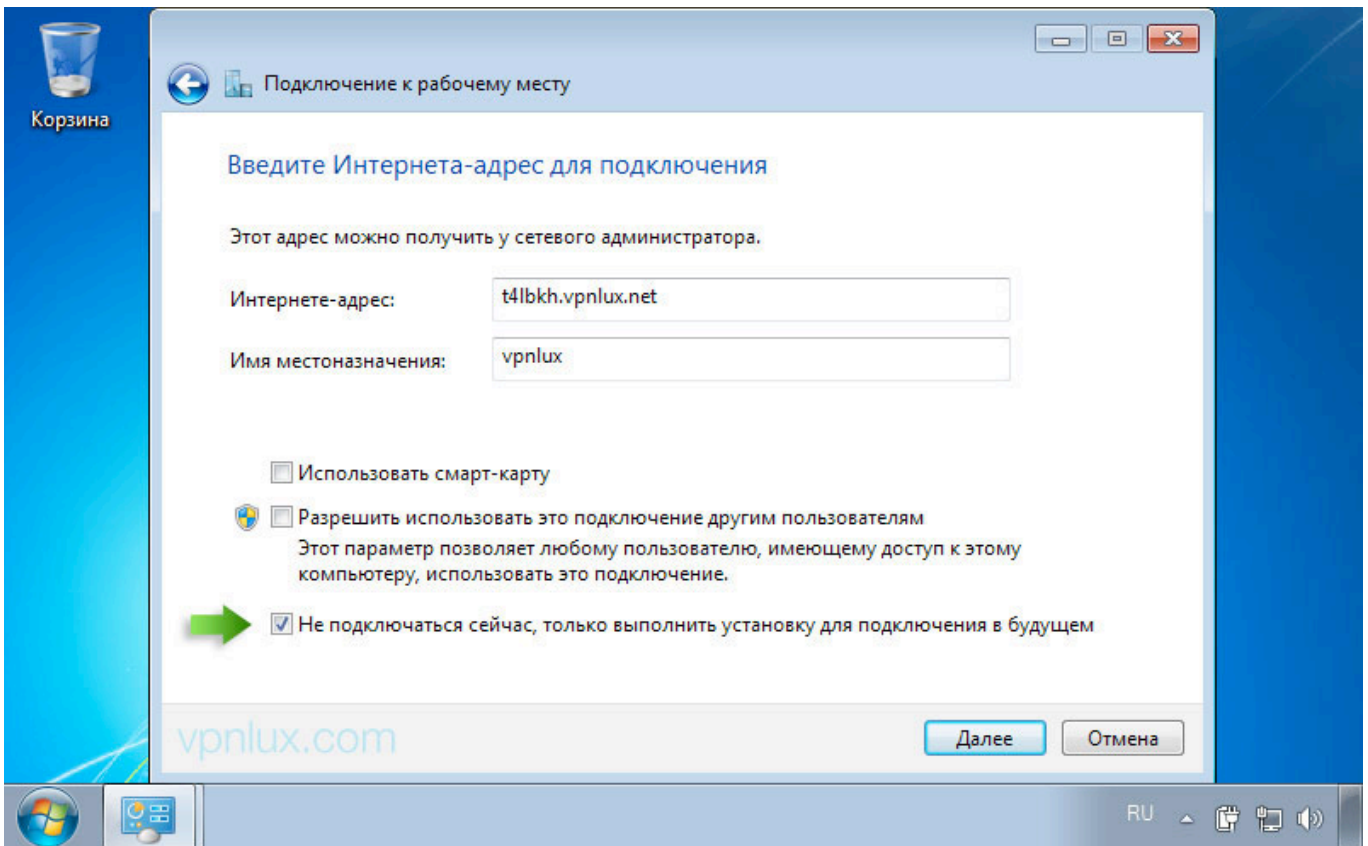 Корзина
Подключение к рабочему месту
Введите Интернета-адрес для подключения
Этот адрес можно получить у сетевого администратора.
Интернете-адрес: t4lbkh.vpnlux.net
Имя местоназначения: vpnlux
Использовать смарт-карту
Разрешить использовать это подключение другим пользователям
Этот параметр позволяет любому пользователю, имеющему доступ к этому
компьютеру, использовать это подключение.
Не подключаться сейчас, только выполнить установку для подключения в будущем
vpnlux.com
Далее Отмена
RU